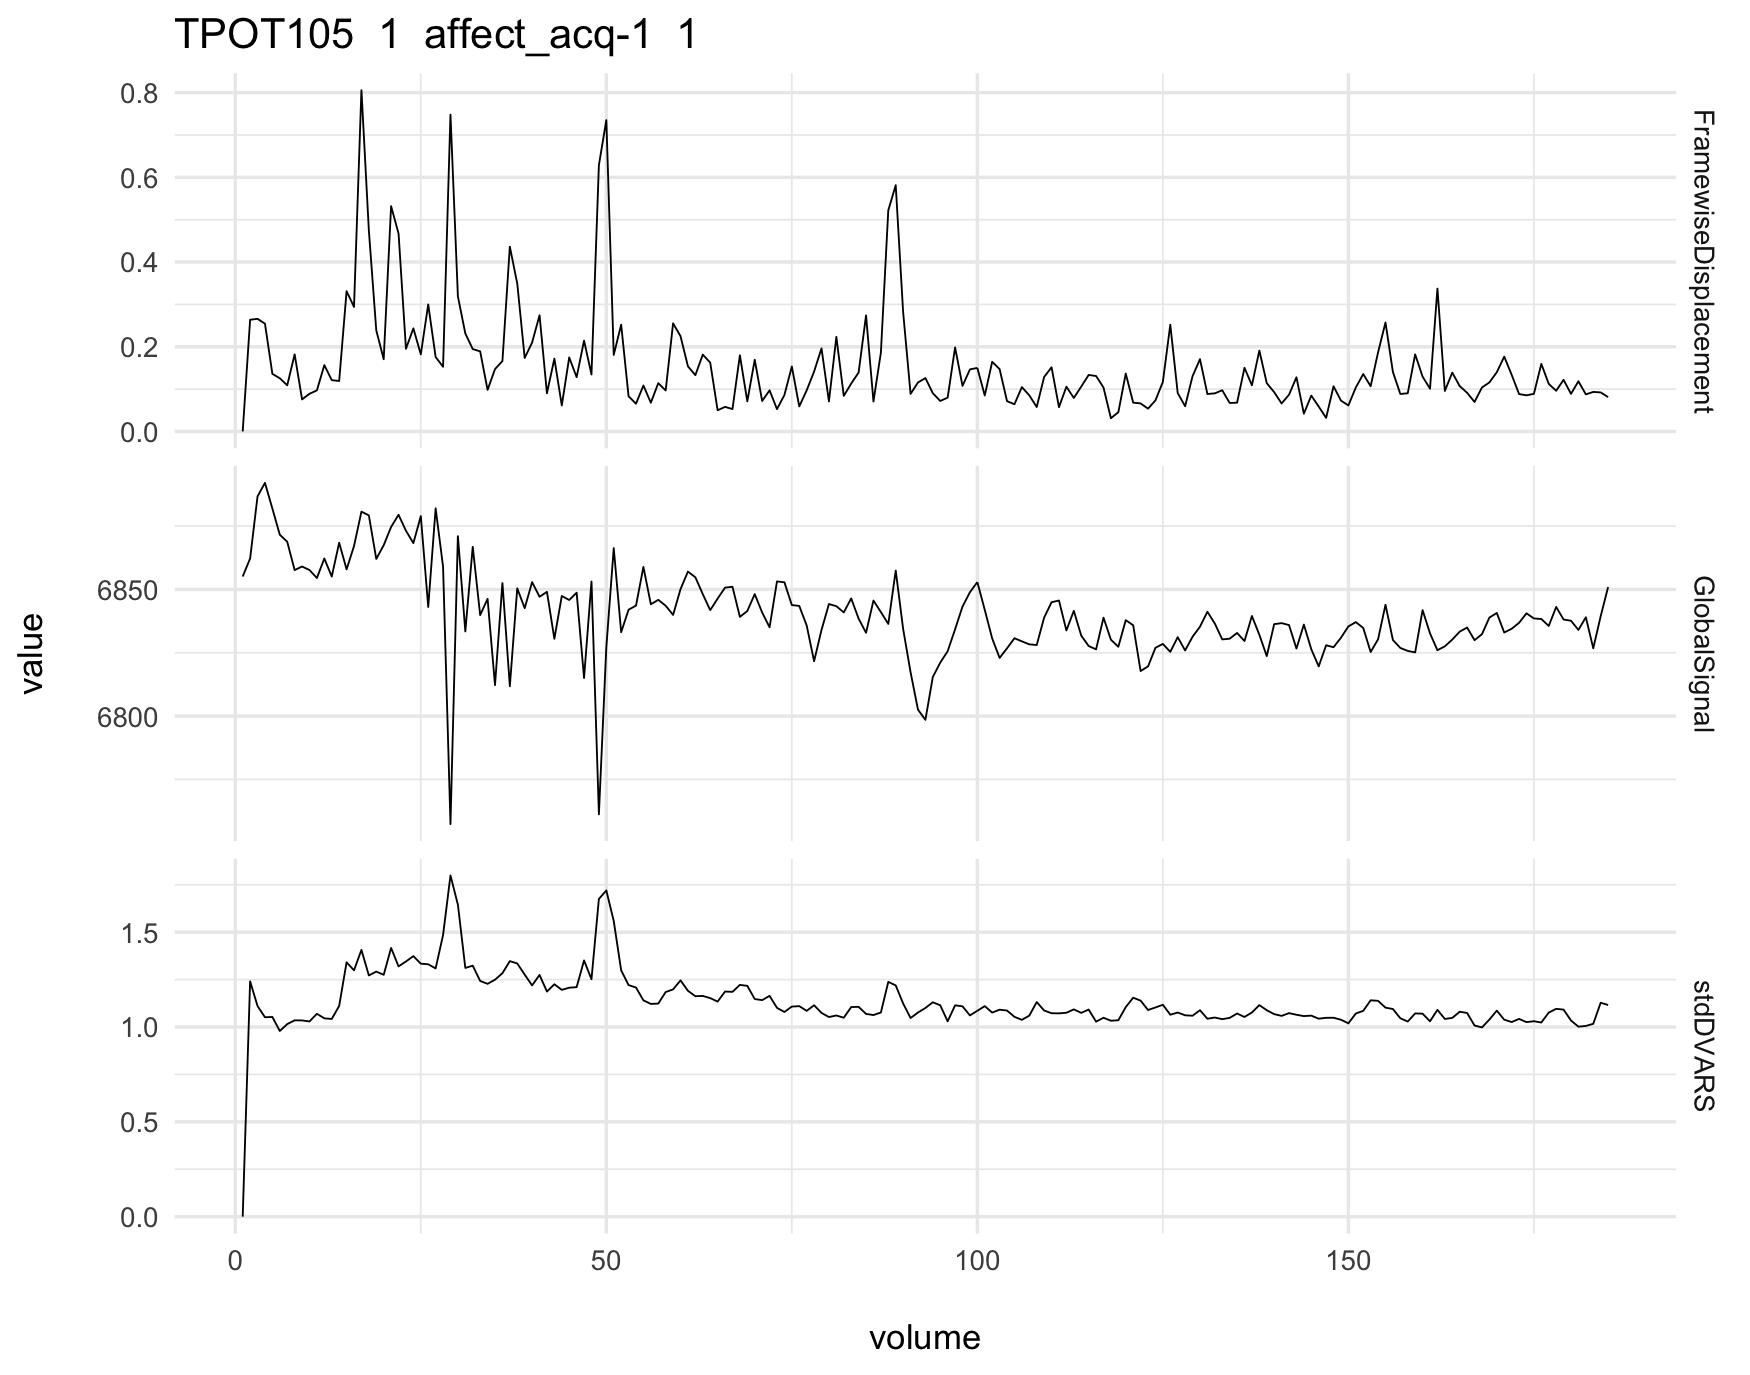 TPOT105 1 affect_acq-1 1
0.8
0.6
0.4
0.2
0.0
FramewiseDisplacement
6850
6800
GlobalSignal
value
1.5
1.0
0.5
0.0
stdDVARS
0 50 100 150
volume